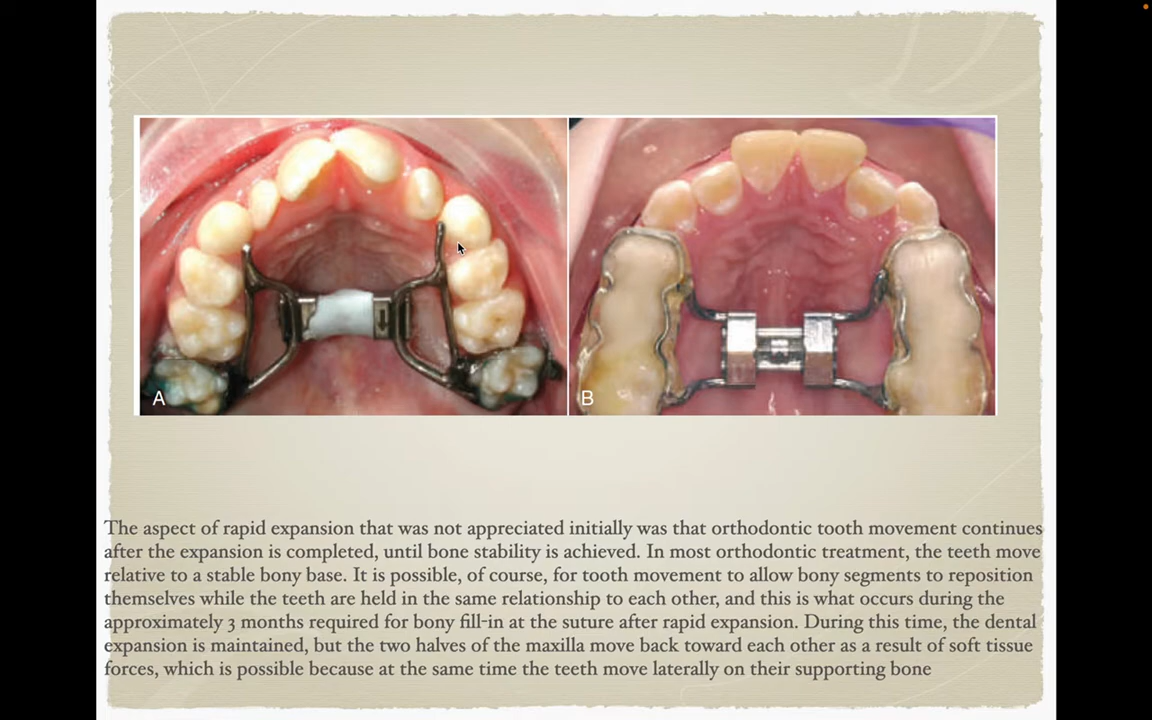 A
B
The aspect of rapid expansion that was not appreciated initially was that orthodontic tooth movement continues
after the expansion is completed, until bone stability is achieved. In most orthodontic treatment, the teeth move
relative to a stable bony base. It is possible, of course, for tooth movement to allow bony segments to reposition
themselves while the teeth are held in the same relationship to each other, and this is what occurs during the
approximately 3 months required for bony fill-in at the suture after rapid expansion. During this time, the dental
expansion is maintained, but the two halves of the maxilla move back toward each other as a result of soft tissue
forces, which is possible because at the same time the teeth move laterally on their supporting bone